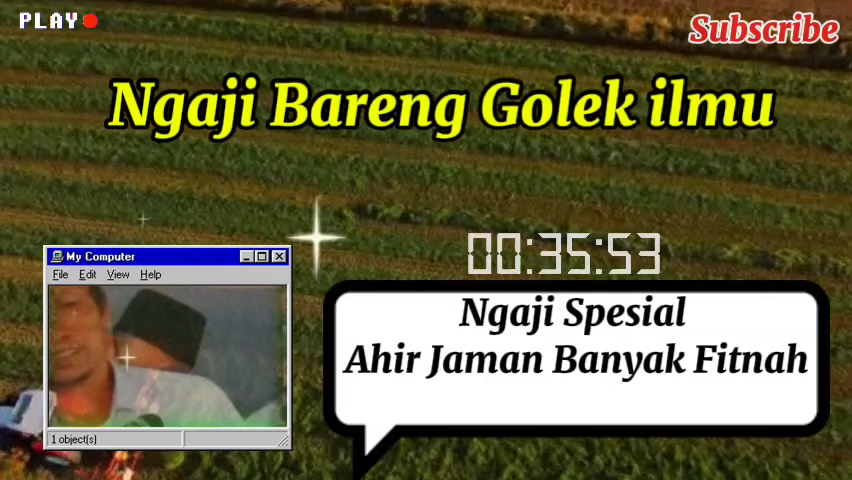 PLAY
Subscribe
Ngaji Bareng Golek ilmu
00:35:53
My Computer
File Edit View Help
Ngaji Spesial
Ahir Jaman Banyak Fitnah
1 object(s)